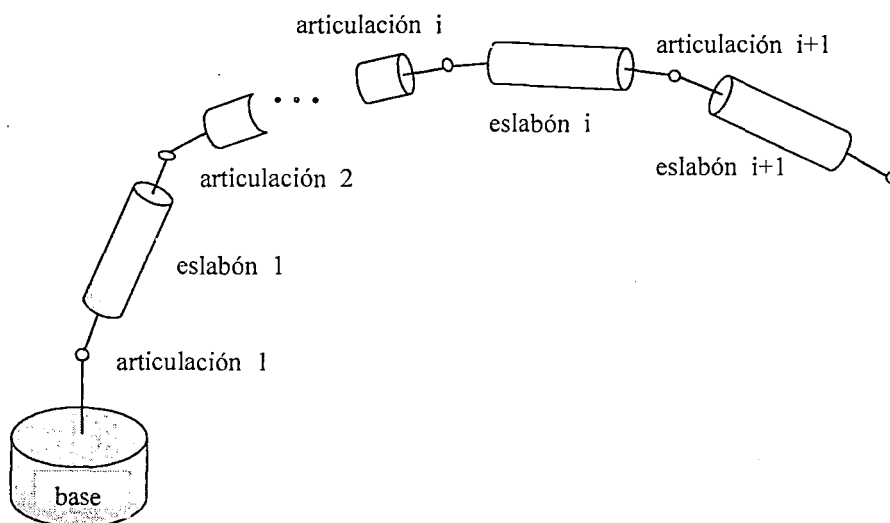 articulación i
articulación i+1
eslabón i
eslabón i+1
articulación 2
eslabón 1
articulación 1
base